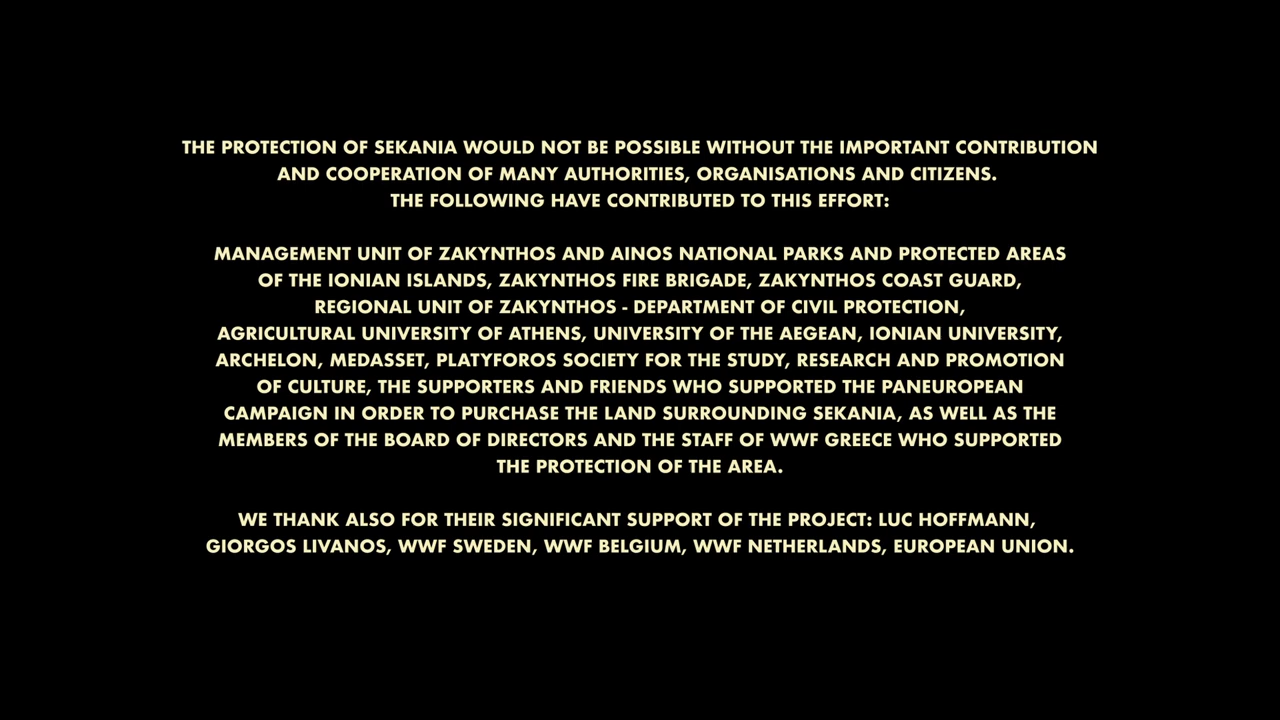 THE PROTECTION OF SEKANIA WOULD NOT BE POSSIBLE WITHOUT THE IMPORTANT CONTRIBUTION
AND COOPERATION OF MANY AUTHORITIES, ORGANISATIONS AND CITIZENS.
THE FOLLOWING HAVE CONTRIBUTED TO THIS EFFORT:
MANAGEMENT UNIT OF ZAKYNTHOS AND AINOS NATIONAL PARKS AND PROTECTED AREAS
OF THE IONIAN ISLANDS, ZAKYNTHOS FIRE BRIGADE, ZAKYNTHOS COAST GUARD,
REGIONAL UNIT OF ZAKYNTHOS - DEPARTMENT OF CIVIL PROTECTION,
AGRICULTURAL UNIVERSITY OF ATHENS, UNIVERSITY OF THE AEGEAN, IONIAN UNIVERSITY,
ARCHELON, MEDASSET, PLATYFOROS SOCIETY FOR THE STUDY, RESEARCH AND PROMOTION
OF CULTURE, THE SUPPORTERS AND FRIENDS WHO SUPPORTED THE PANEUROPEAN
CAMPAIGN IN ORDER TO PURCHASE THE LAND SURROUNDING SEKANIA, AS WELL AS THE
MEMBERS OF THE BOARD OF DIRECTORS AND THE STAFF OF WWF GREECE WHO SUPPORTED
THE PROTECTION OF THE AREA.
WE THANK ALSO FOR THEIR SIGNIFICANT SUPPORT OF THE PROJECT: LUC HOFFMANN,
GIORGOS LIVANOS, WWF SWEDEN, WWF BELGIUM, WWF NETHERLANDS, EUROPEAN UNION.